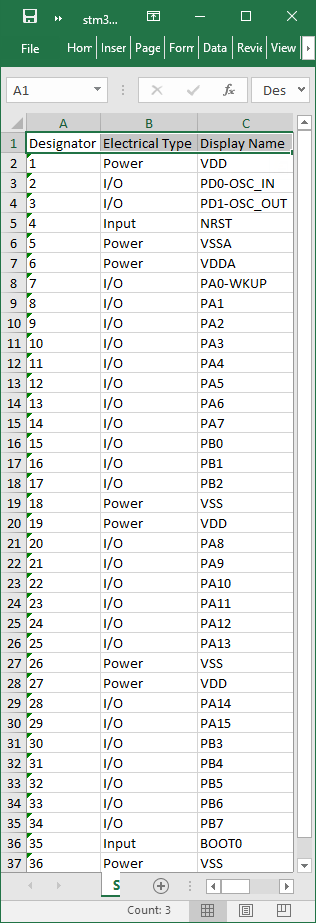 stm3...
File Hor Inser Page Forn Data Revi View
A1 fx Des
A B C
1 Designator Electrical Type Display Name
2 1 Power VDD
3 2 I/O PD0-OSC_IN
4 3 I/O PD1-OSC_OUT
5 4 Input NRST
6 5 Power VSSA
7 6 Power VDDA
8 7 I/O PA0-WKUP
9 8 I/O PA1
10 9 I/O PA2
11 10 I/O PA3
12 11 I/O PA4
13 12 I/O PA5
14 13 I/O PA6
15 14 I/O PA7
16 15 I/O PB0
17 16 I/O PB1
18 17 I/O PB2
19 18 Power VSS
20 19 Power VDD
21 20 I/O PA8
22 21 I/O PA9
23 22 I/O PA10
24 23 I/O PA11
25 24 I/O PA12
26 25 I/O PA13
27 26 Power VSS
28 27 Power VDD
29 28 I/O PA14
30 29 I/O PA15
31 30 I/O PB3
32 31 I/O PB4
33 32 I/O PB5
34 33 I/O PB6
35 34 I/O PB7
36 35 Input BOOT0
37 36 Power VSS
S
Count: 3